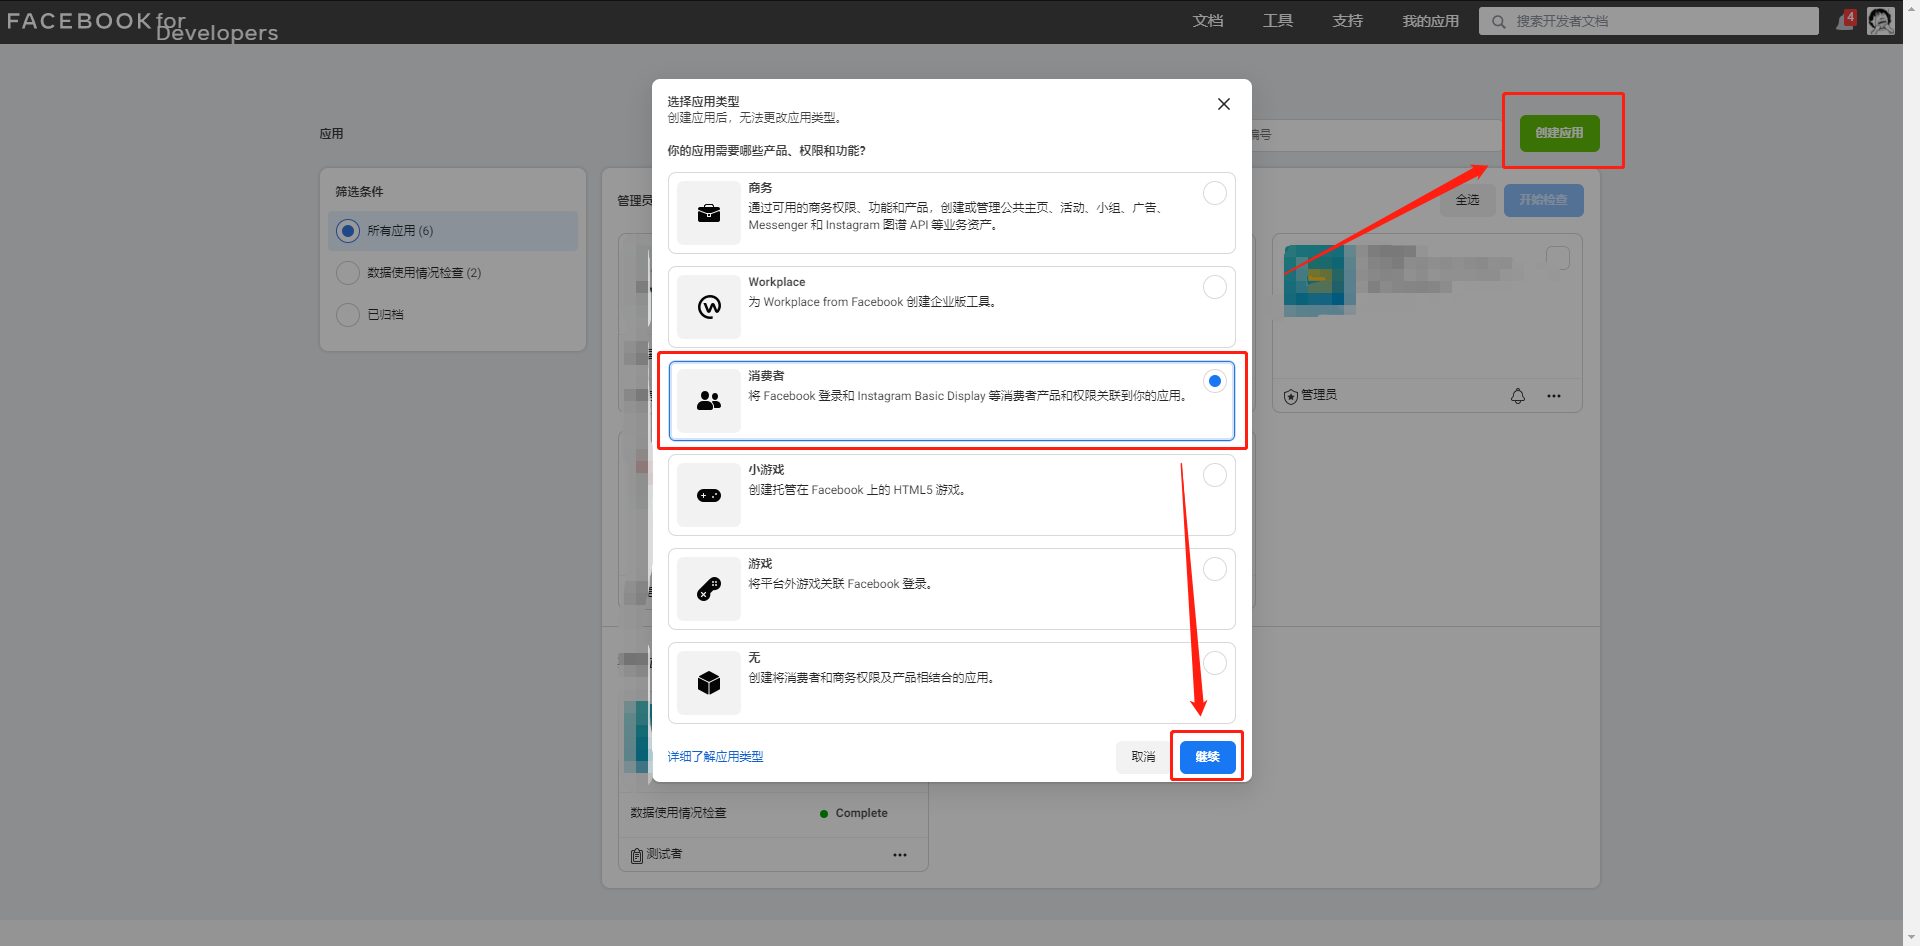 FACEBOOK for Developers
文档
工具
支持
我的应用
搜索开发者文档
4
应用
编号
创建应用
筛选条件
所有应用 (6)
数据使用情况检查 (2)
已归档
管理员
全选
开始检查
选择应用类型
创建应用后，无法更改应用类型。
你的应用需要哪些产品、权限和功能?
商务
通过可用的商务权限、功能和产品，创建或管理公共主页、活动、小组、广告、
Messenger 和 Instagram 图谱 API 等业务资产。
Workplace
为 Workplace from Facebook 创建企业版工具。
消费者
将 Facebook 登录和 Instagram Basic Display 等消费者产品和权限关联到你的应用。
小游戏
创建托管在 Facebook 上的 HTML5 游戏。
游戏
将平台外游戏关联 Facebook 登录。
无
创建将消费者和商务权限及产品相结合的应用。
详细了解应用类型
取消
继续
管理员
数据使用情况检查
Complete
测试者